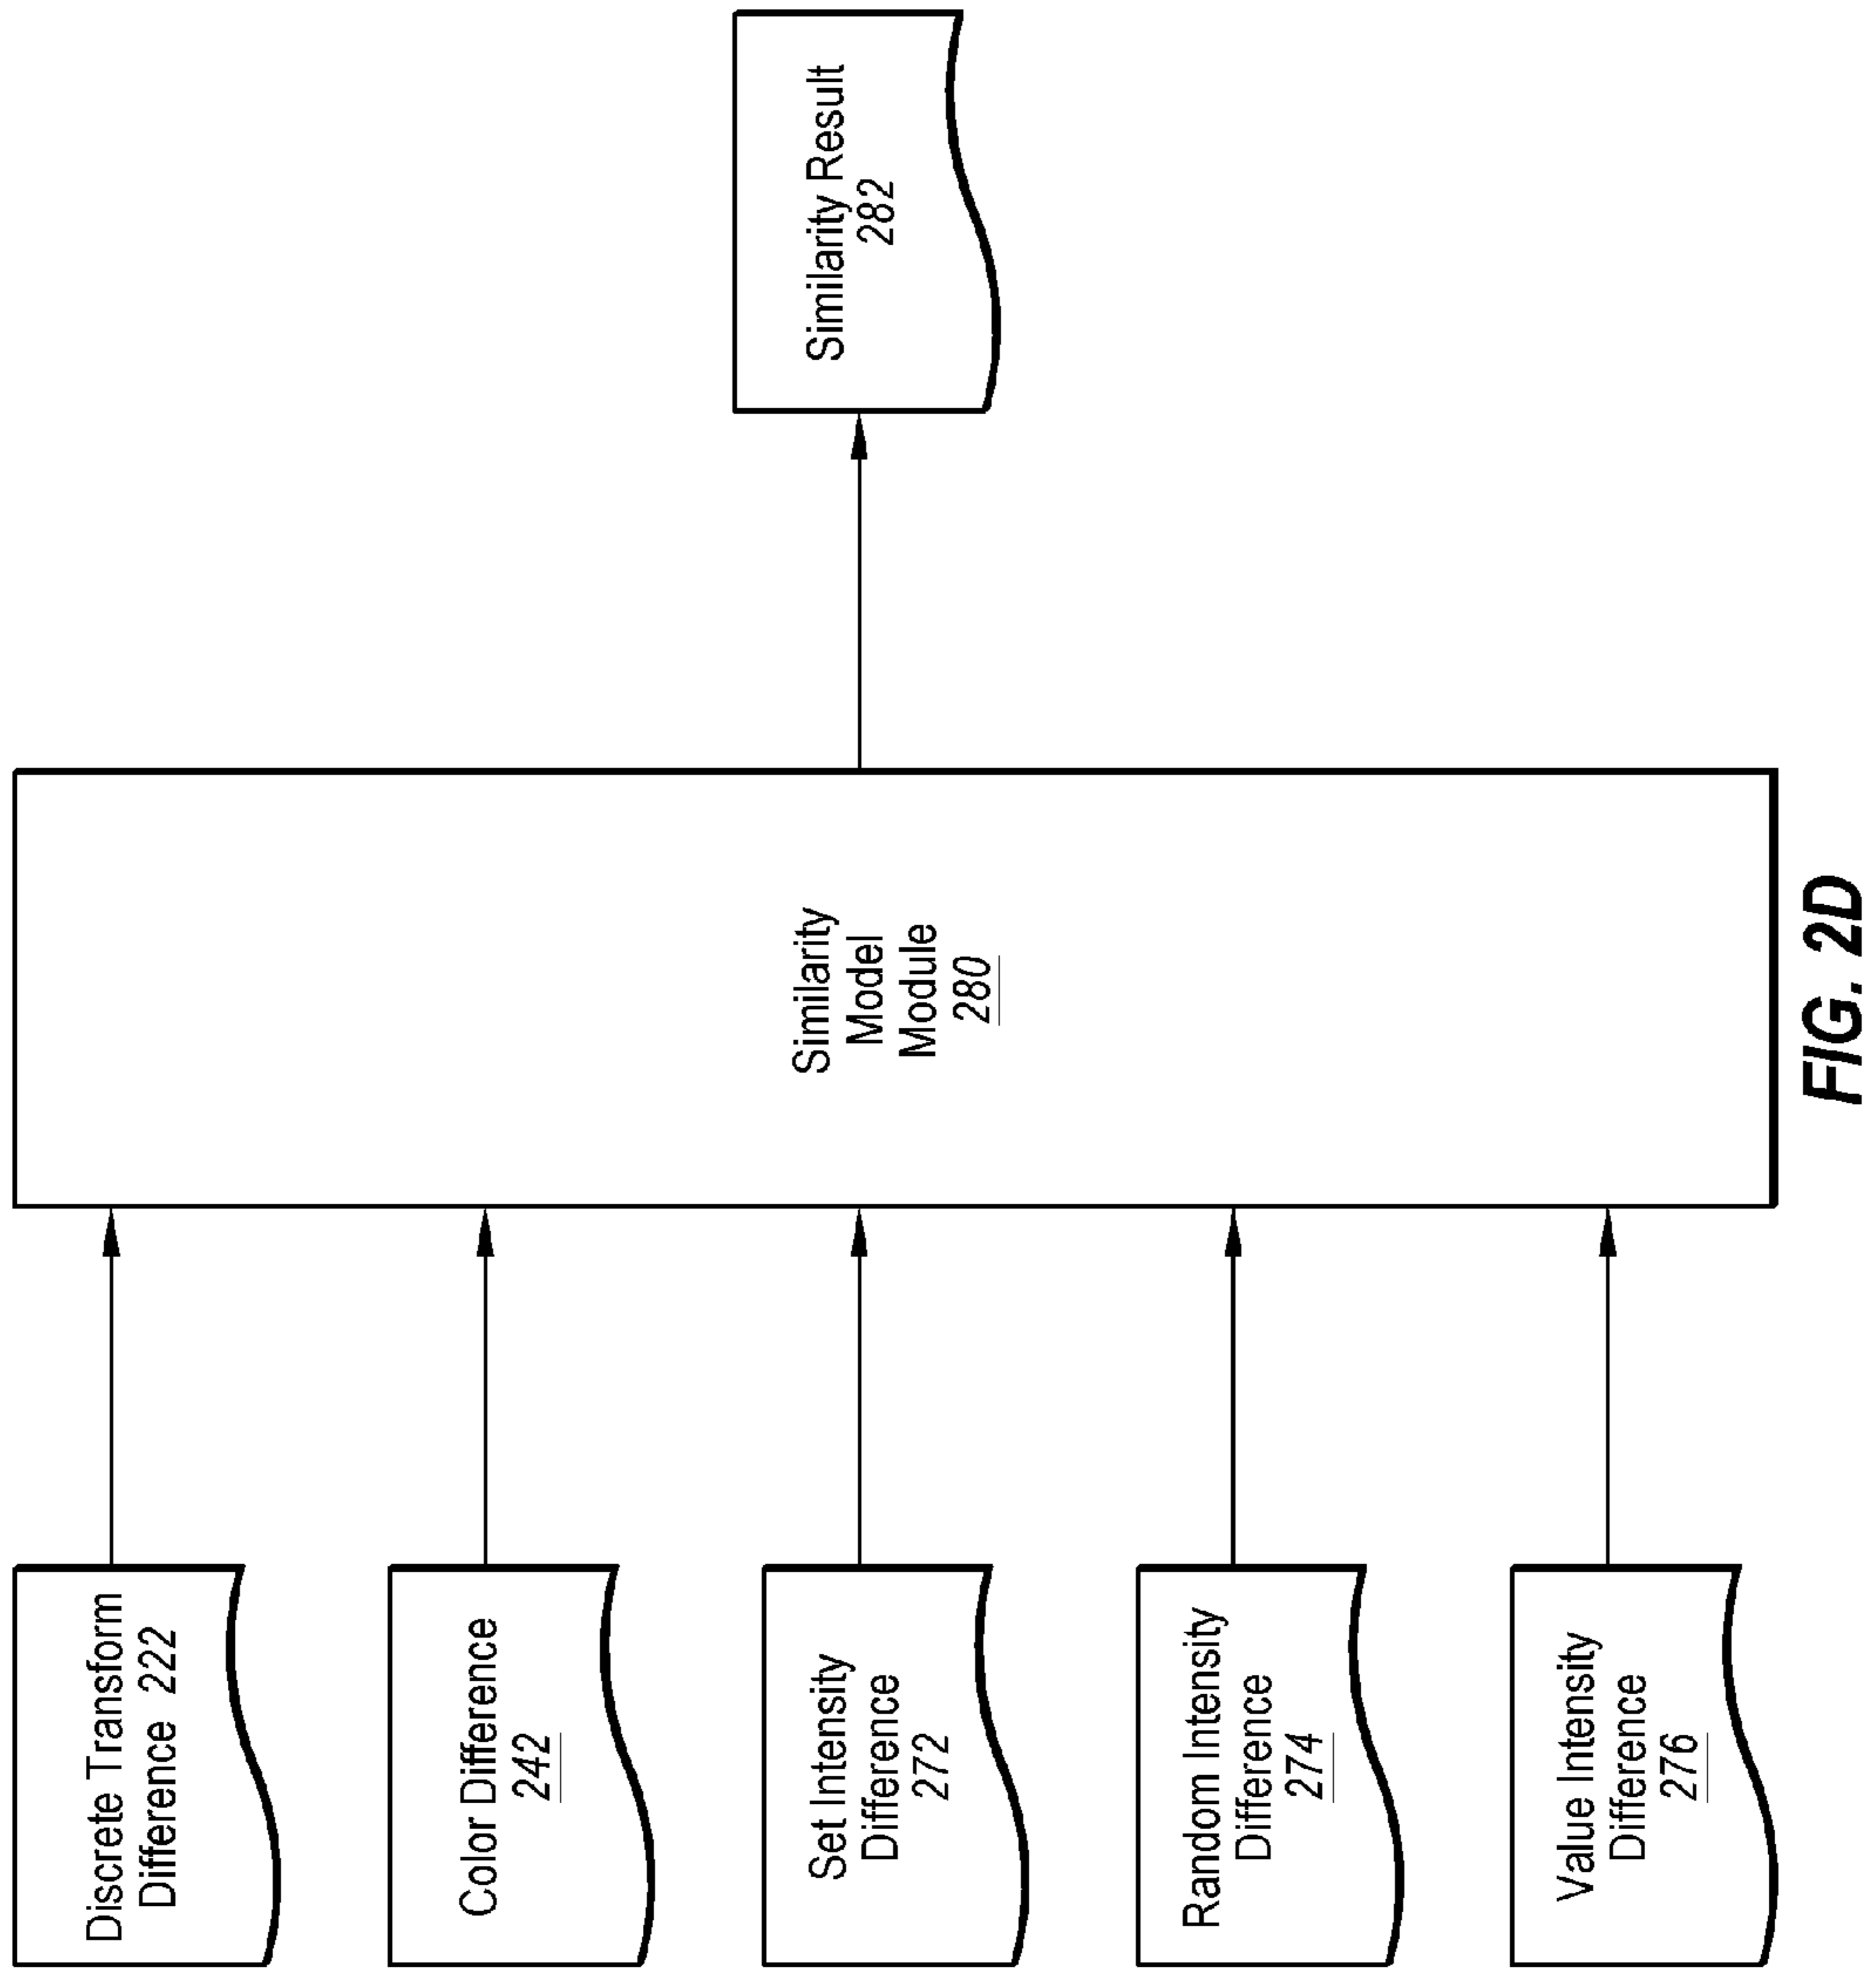 Discrete Transform
Difference 222
Color Difference
242
Set Intensity
Difference
272
Random Intensity
Difference
274
Value Intensity
Difference
276
Similarity
Model
Module
280
Similarity Result
282
FIG. 2D